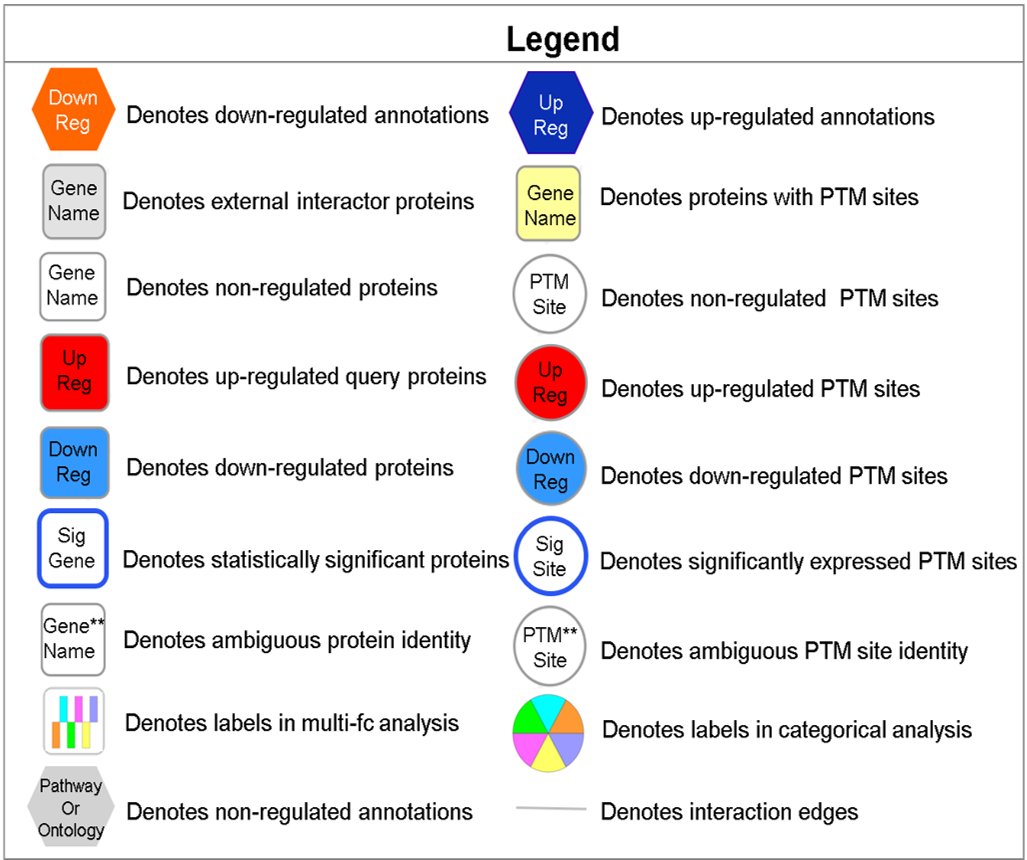 Legend
Down
Reg
Denotes down-regulated annotations
Up
Reg
Denotes up-regulated annotations
Gene
Name
Denotes external interactor proteins
Gene
Name
Denotes proteins with PTM sites
Gene
Name
Denotes non-regulated proteins
PTM
Site
Denotes non-regulated PTM sites
Up
Reg
Denotes up-regulated query proteins
Up
Reg
Denotes up-regulated PTM sites
Down
Reg
Denotes down-regulated proteins
Down
Reg
Denotes down-regulated PTM sites
Sig
Gene
Denotes statistically significant proteins
Sig
Site
Denotes significantly expressed PTM sites
Gene**
Name
Denotes ambiguous protein identity
PTM**
Site
Denotes ambiguous PTM site identity
Denotes labels in multi-fc analysis
Denotes labels in categorical analysis
Pathway
Or
Ontology
Denotes non-regulated annotations
Denotes interaction edges